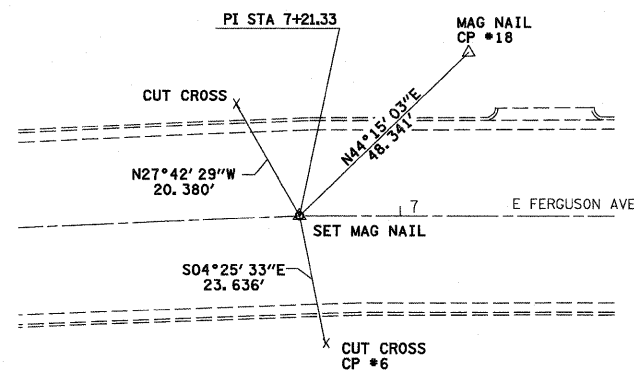 PI STA 7+21.33
MAG NAIL
CP #18
CUT CROSS
N44°15'03"E
48.341'
N27°42'29"W
20.380'
7
E FERGUSON AVE
SET MAG NAIL
S04°25'33"E
23.636'
CUT CROSS
CP #6